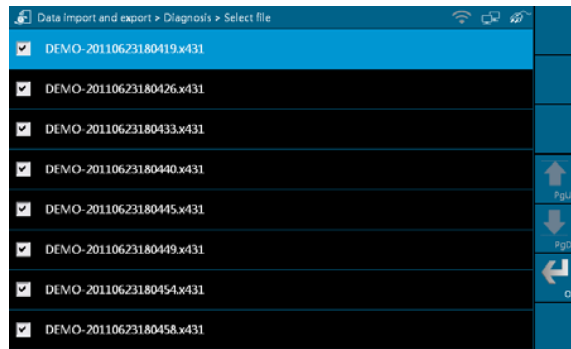 Data import and export > Diagnosis > Select file
DEMO-20110623180419.x431
DEMO-20110623180426.x431
DEMO-20110623180433.x431
DEMO-20110623180440.x431
DEMO-20110623180445.x431
DEMO-20110623180449.x431
DEMO-20110623180454.x431
DEMO-20110623180458.x431